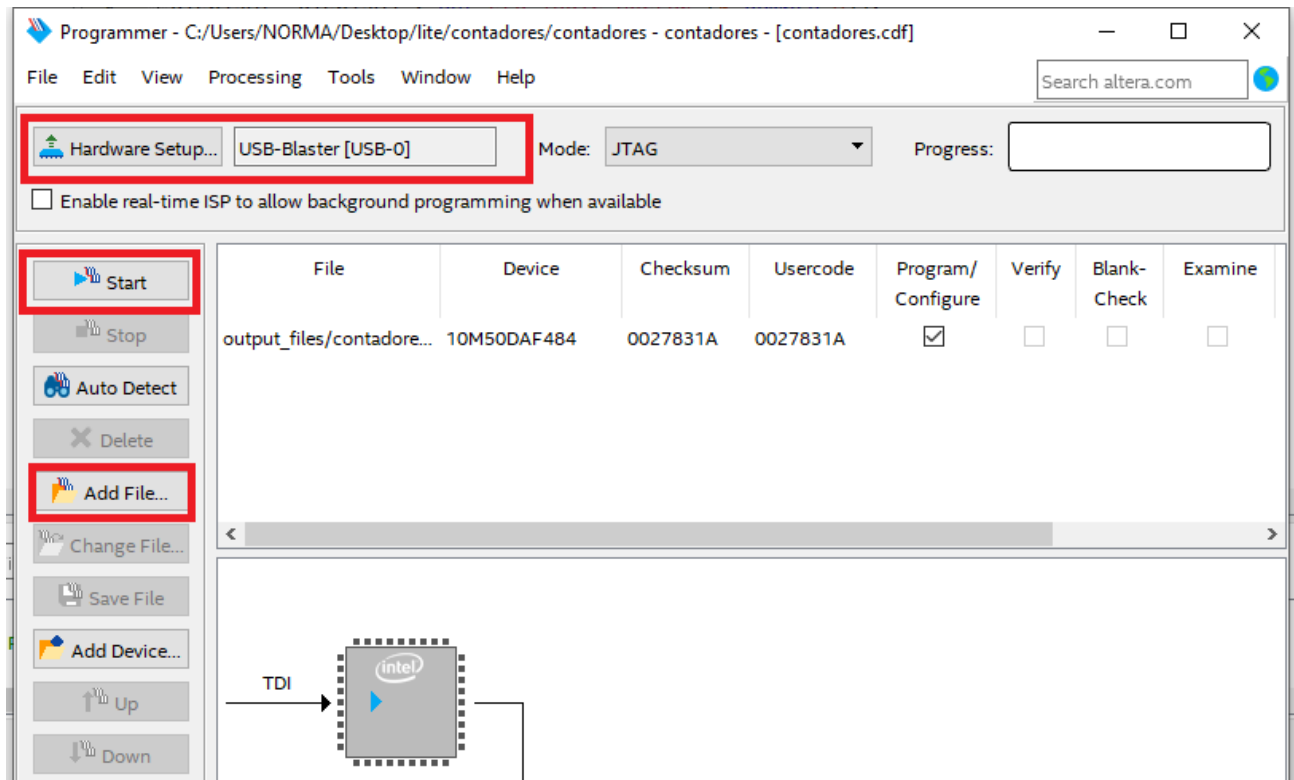 Programmer - C:/Users/NORMA/Desktop/lite/contadores/contadores - contadores - [contadores.cdf]
File Edit View Processing Tools Window Help
Search altera.com
Hardware Setup... USB-Blaster [USB-0] Mode: JTAG Progress:
Enable real-time ISP to allow background programming when available
Start
Stop
Auto Detect
Delete
Add File...
Change File...
Save File
Add Device...
Up
Down
File Device Checksum Usercode Program/ Verify Blank- Examine
Configure Check
output_files/contadore... 10M50DAF484 0027831A 0027831A
intel
TDI